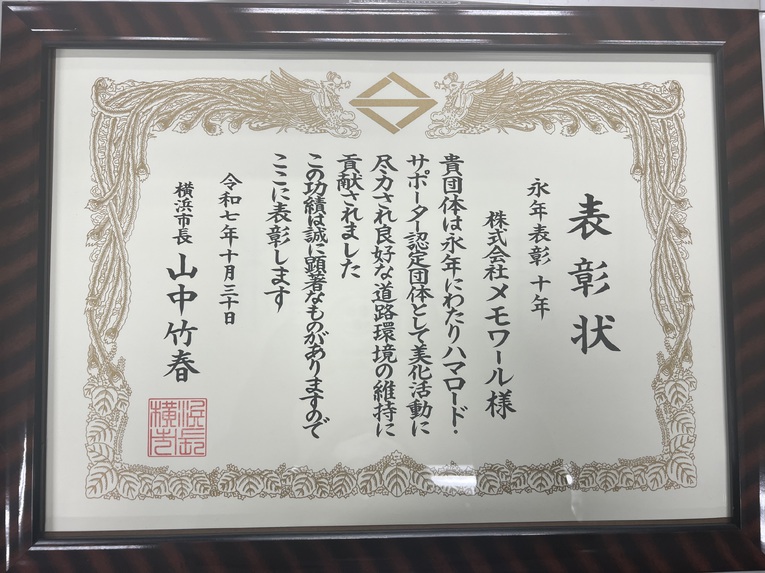 表彰状
永年表彰 十年
株式会社メモワール様
貴団体は永年にわたりハマロード・
サポーター認定団体として美化活動に
尽力され良好な道路環境の維持に
貢献されました
この功績は誠に顕著なものがありますので
ここに表彰します
令和七年十月三十日
横浜市長 山中竹春